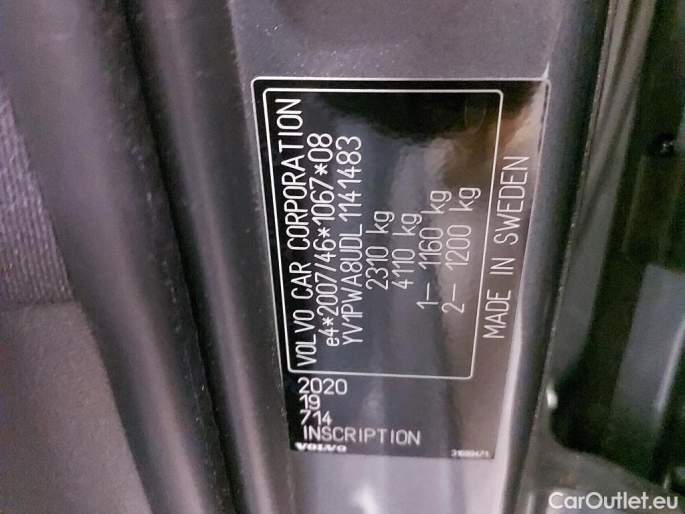 VOLVO CAR CORPORATION
e4*2007/46*1067*08
YV1PWA8UDL1141483
2310 kg
4110 kg
1– 1160 kg
2– 1200 kg
MADE IN SWEDEN
2020
19
714
INSCRIPTION
VOLVO
CarOutlet.eu